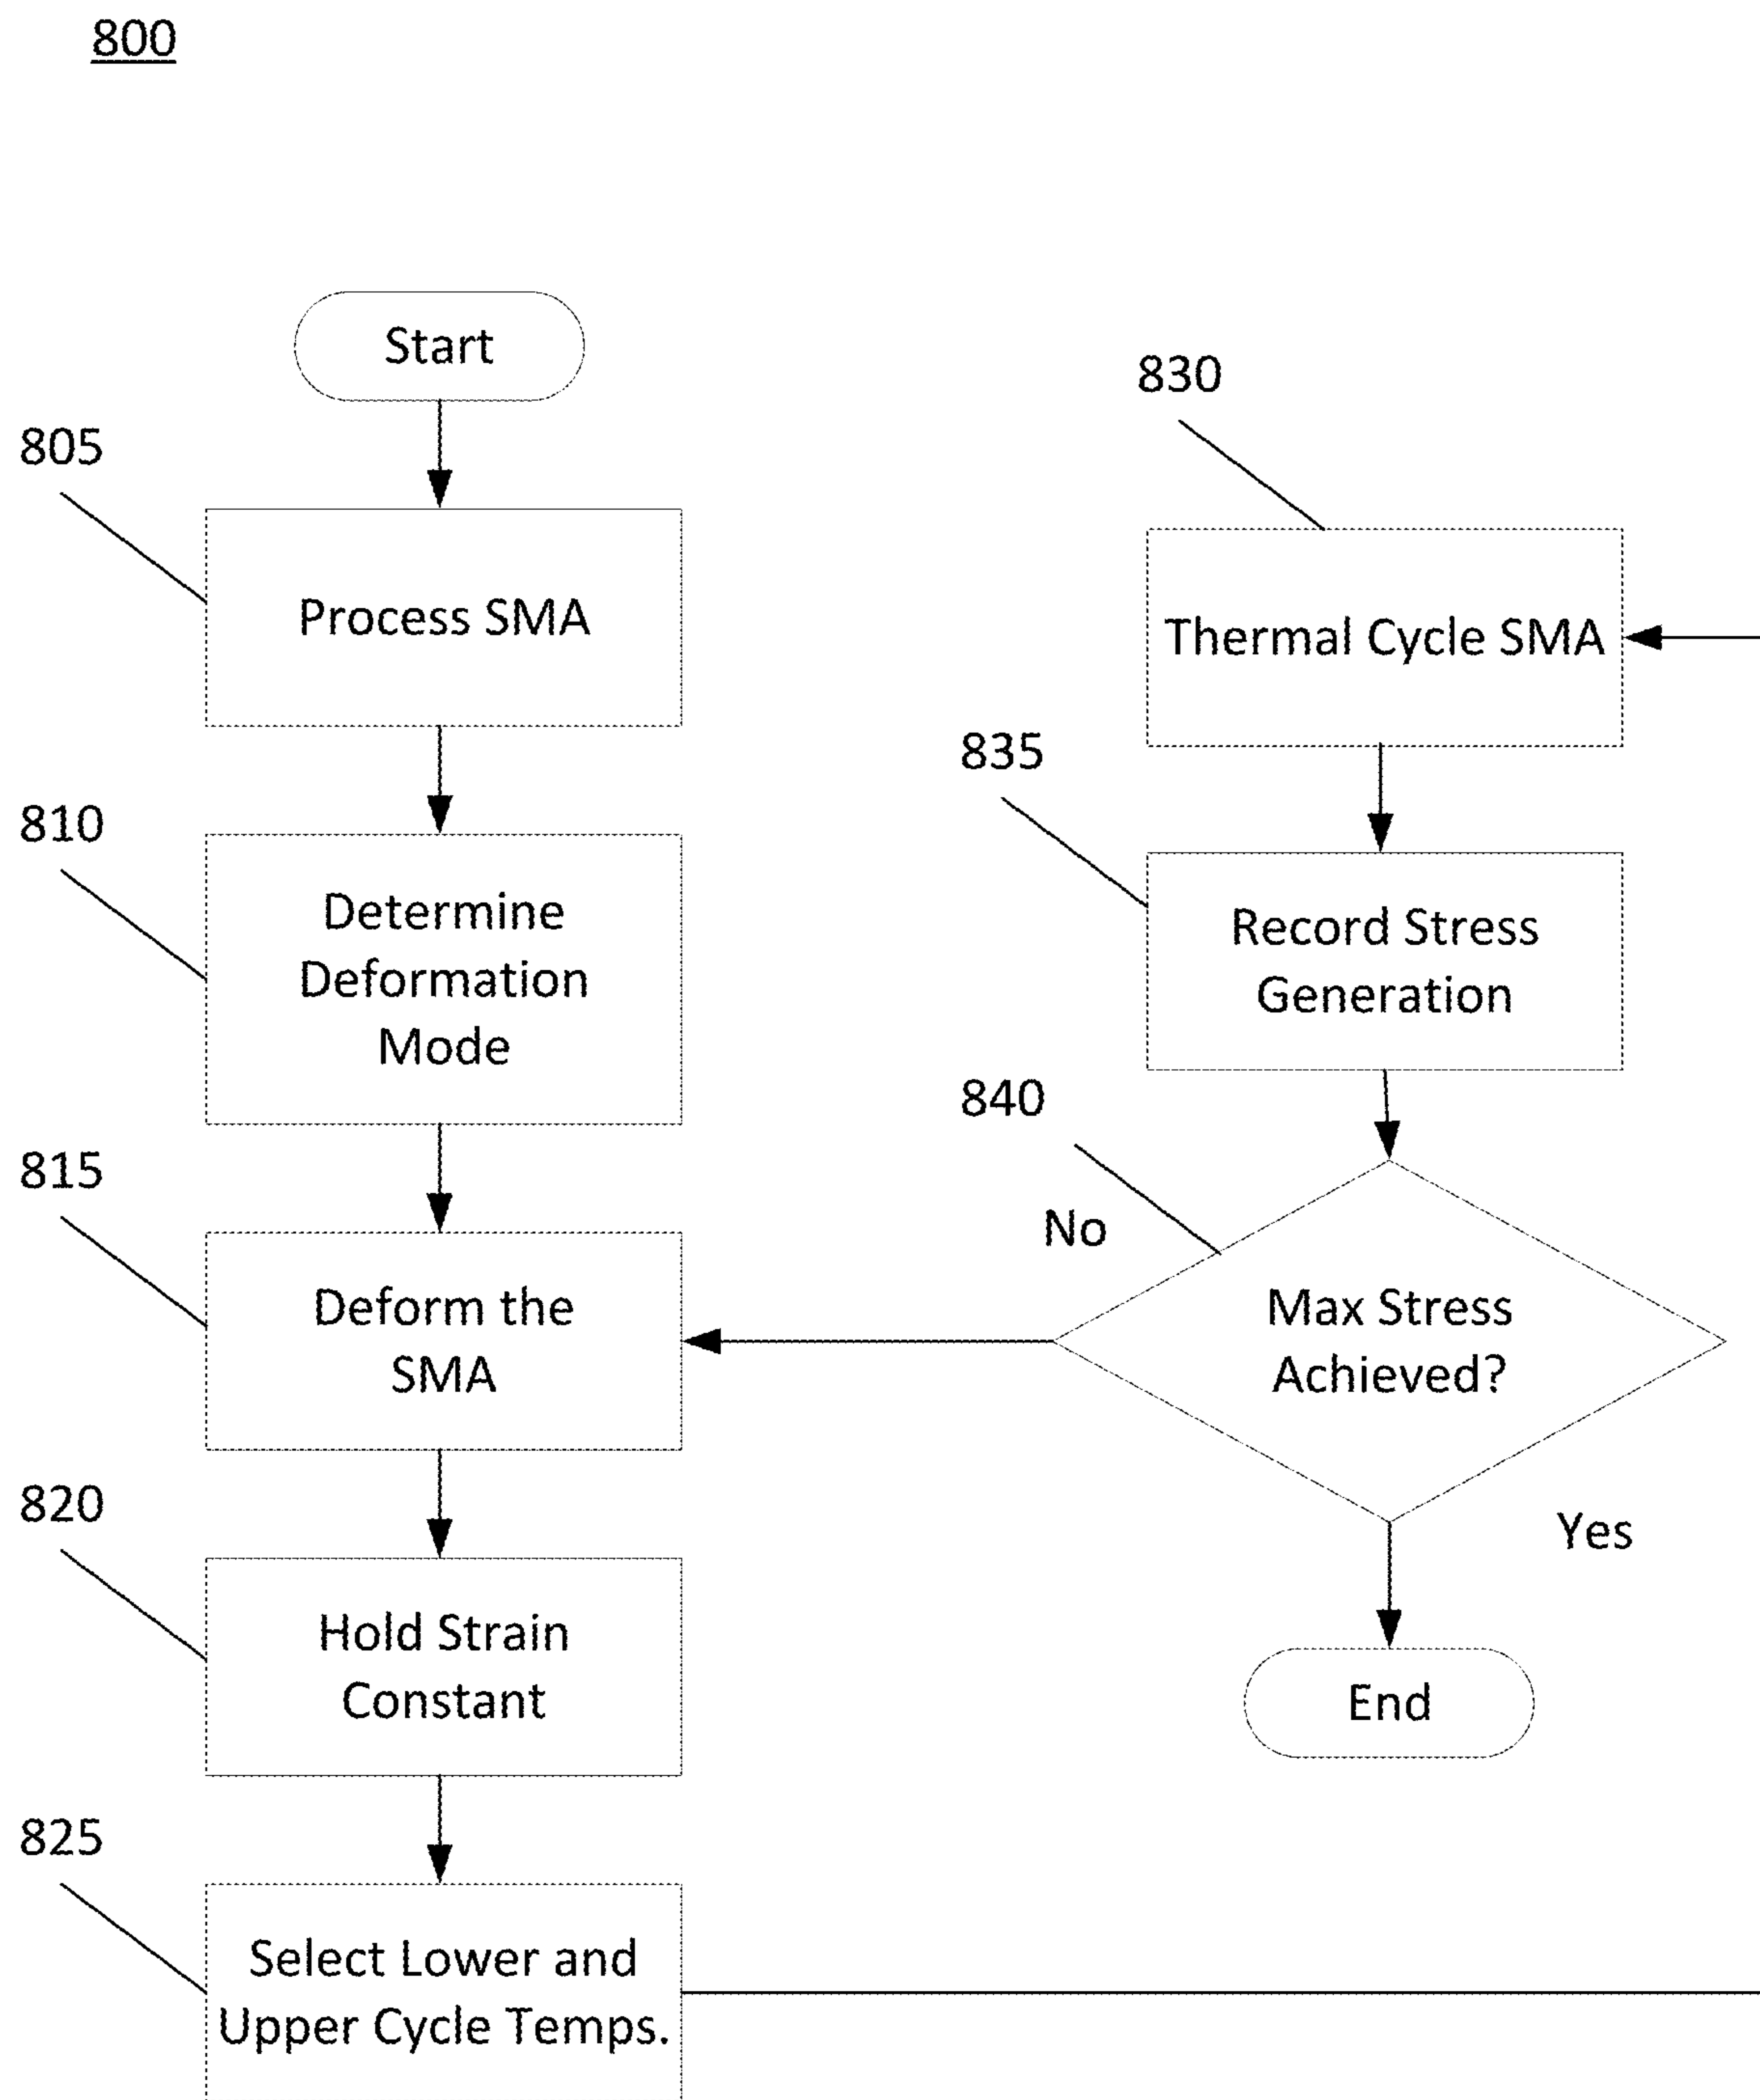 800
Start
805
Process SMA
810
Determine
Deformation
Mode
815
Deform the
SMA
820
Hold Strain
Constant
825
Select Lower and
Upper Cycle Temps.
830
Thermal Cycle SMA
835
Record Stress
Generation
840
No
Max Stress
Achieved?
Yes
End